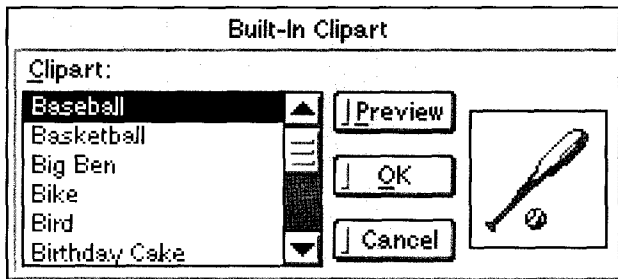 Built-In Clipart
Clipart:
Baseball
Basketball
Big Ben
Bike
Bird
Birthday Cake
Preview
OK
Cancel